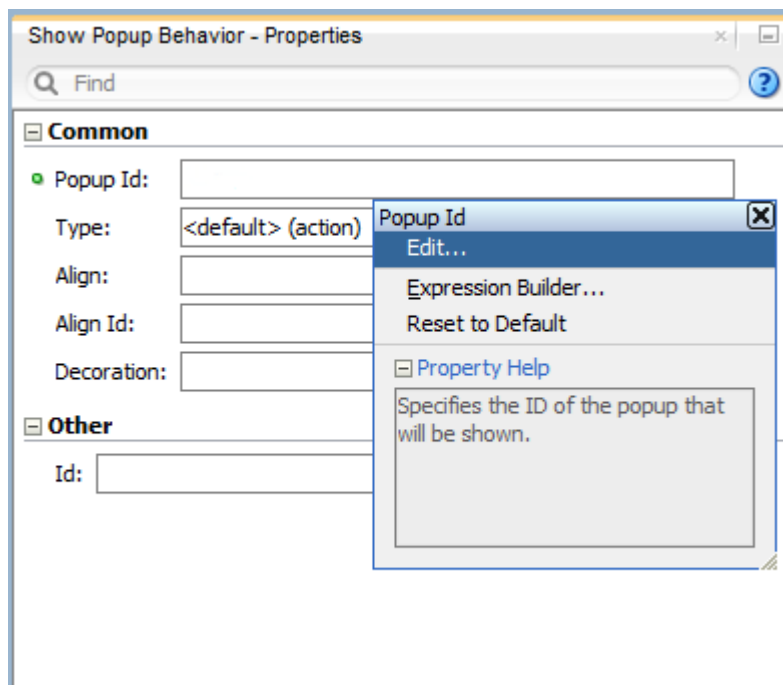 Show Popup Behavior - Properties
Find
Common
Popup Id:
Type: <default> (action)
Align:
Align Id:
Decoration:
Other
Id:
Popup Id
Edit...
Expression Builder...
Reset to Default
Property Help
Specifies the ID of the popup that
will be shown.